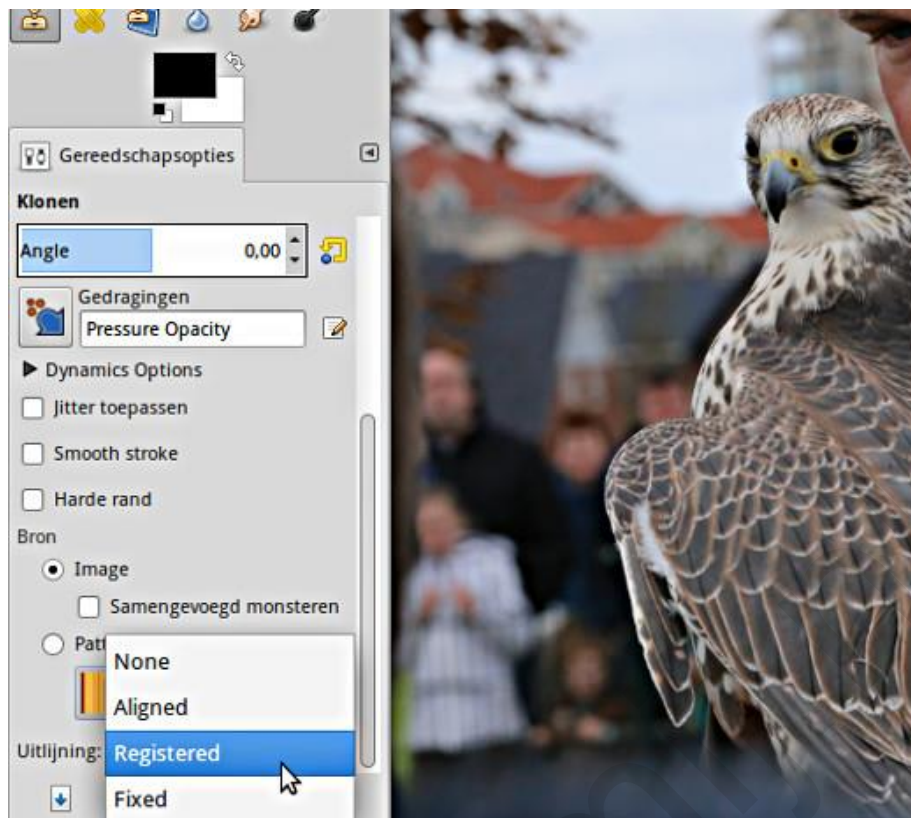 Gereedschapsopties
Klonen
Angle 0,00
Gedragingen
Pressure Opacity
Dynamics Options
Jitter toepassen
Smooth stroke
Harde rand
Bron
Image
Samengevoegd monsteren
Patt
None
Aligned
Uitlijning: Registered
Fixed